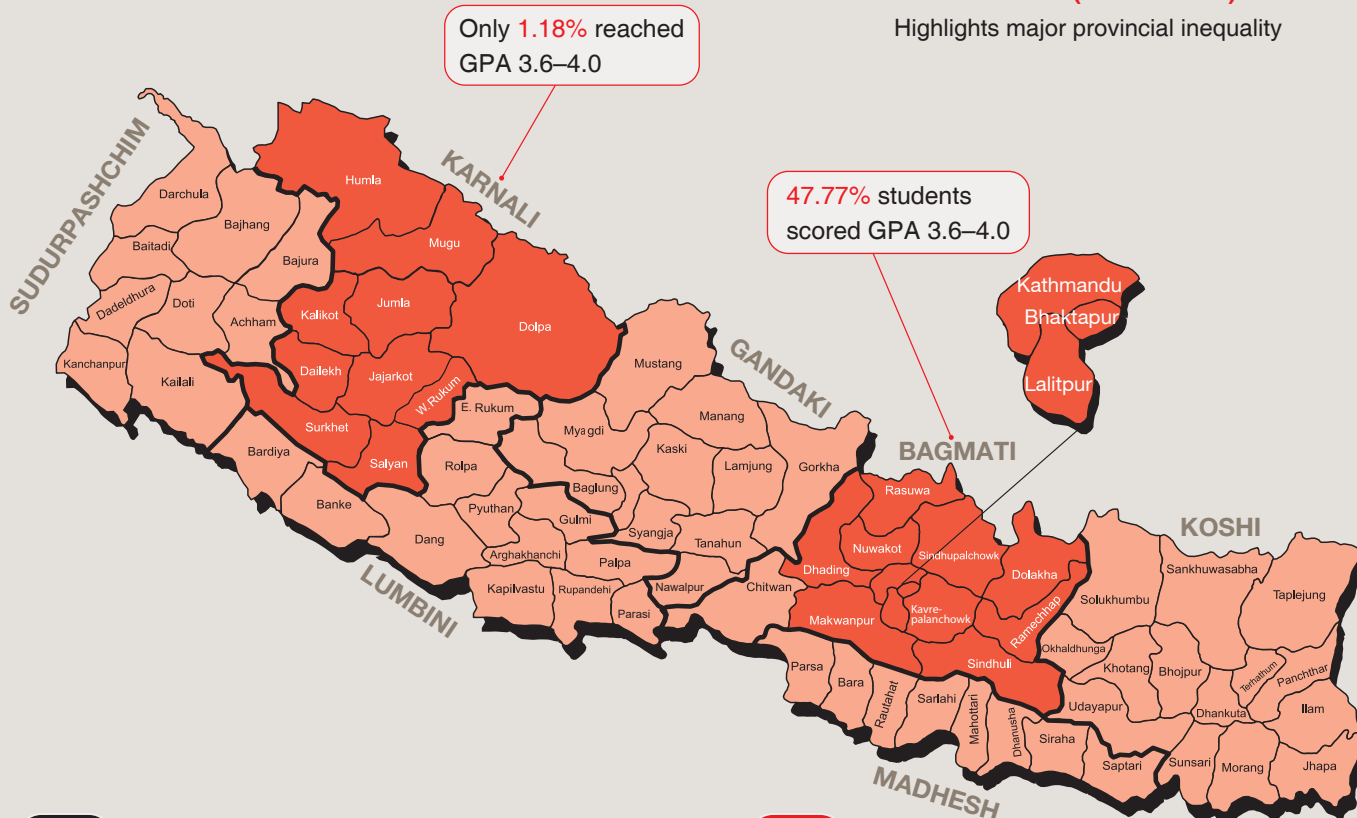 Highlights major provincial inequality
Only 1.18% reached
GPA 3.6–4.0
47.77% students
scored GPA 3.6–4.0
SUDURPASHCHIM
KARNALI
GANDAKI
BAGMATI
KOSHI
LUMBINI
MADHESH
Darchula
Bajhang
Baitadi
Bajura
Dadeldhura
Doti
Achham
Kanchanpur
Kailali
Humla
Mugu
Jumla
Kalikot
Dolpa
Dailekh
Jajarkot
W. Rukum
Surkhet
Salyan
E. Rukum
Bardiya
Banke
Rolpa
Pyuthan
Dang
Gulmi
Arghakhanchi
Palpa
Kapilvastu
Rupandehi
Parasi
Mustang
Manang
Myagdi
Kaski
Lamjung
Gorkha
Baglung
Syangja
Tanahun
Nawalpur
Chitwan
Kathmandu
Bhaktapur
Lalitpur
Rasuwa
Nuwakot
Sindhupalchowk
Dhading
Dolakha
Kavre-
palanchowk
Ramechhap
Makwanpur
Sindhuli
Parsa
Bara
Rautahat
Sarlahi
Mahottari
Dhanusha
Siraha
Saptari
Sankhuwasabha
Taplejung
Solukhumbu
Okhaldhunga
Khotang
Bhojpur
Terhathum
Panchthar
Udayapur
Dhankuta
Ilam
Sunsari
Morang
Jhapa